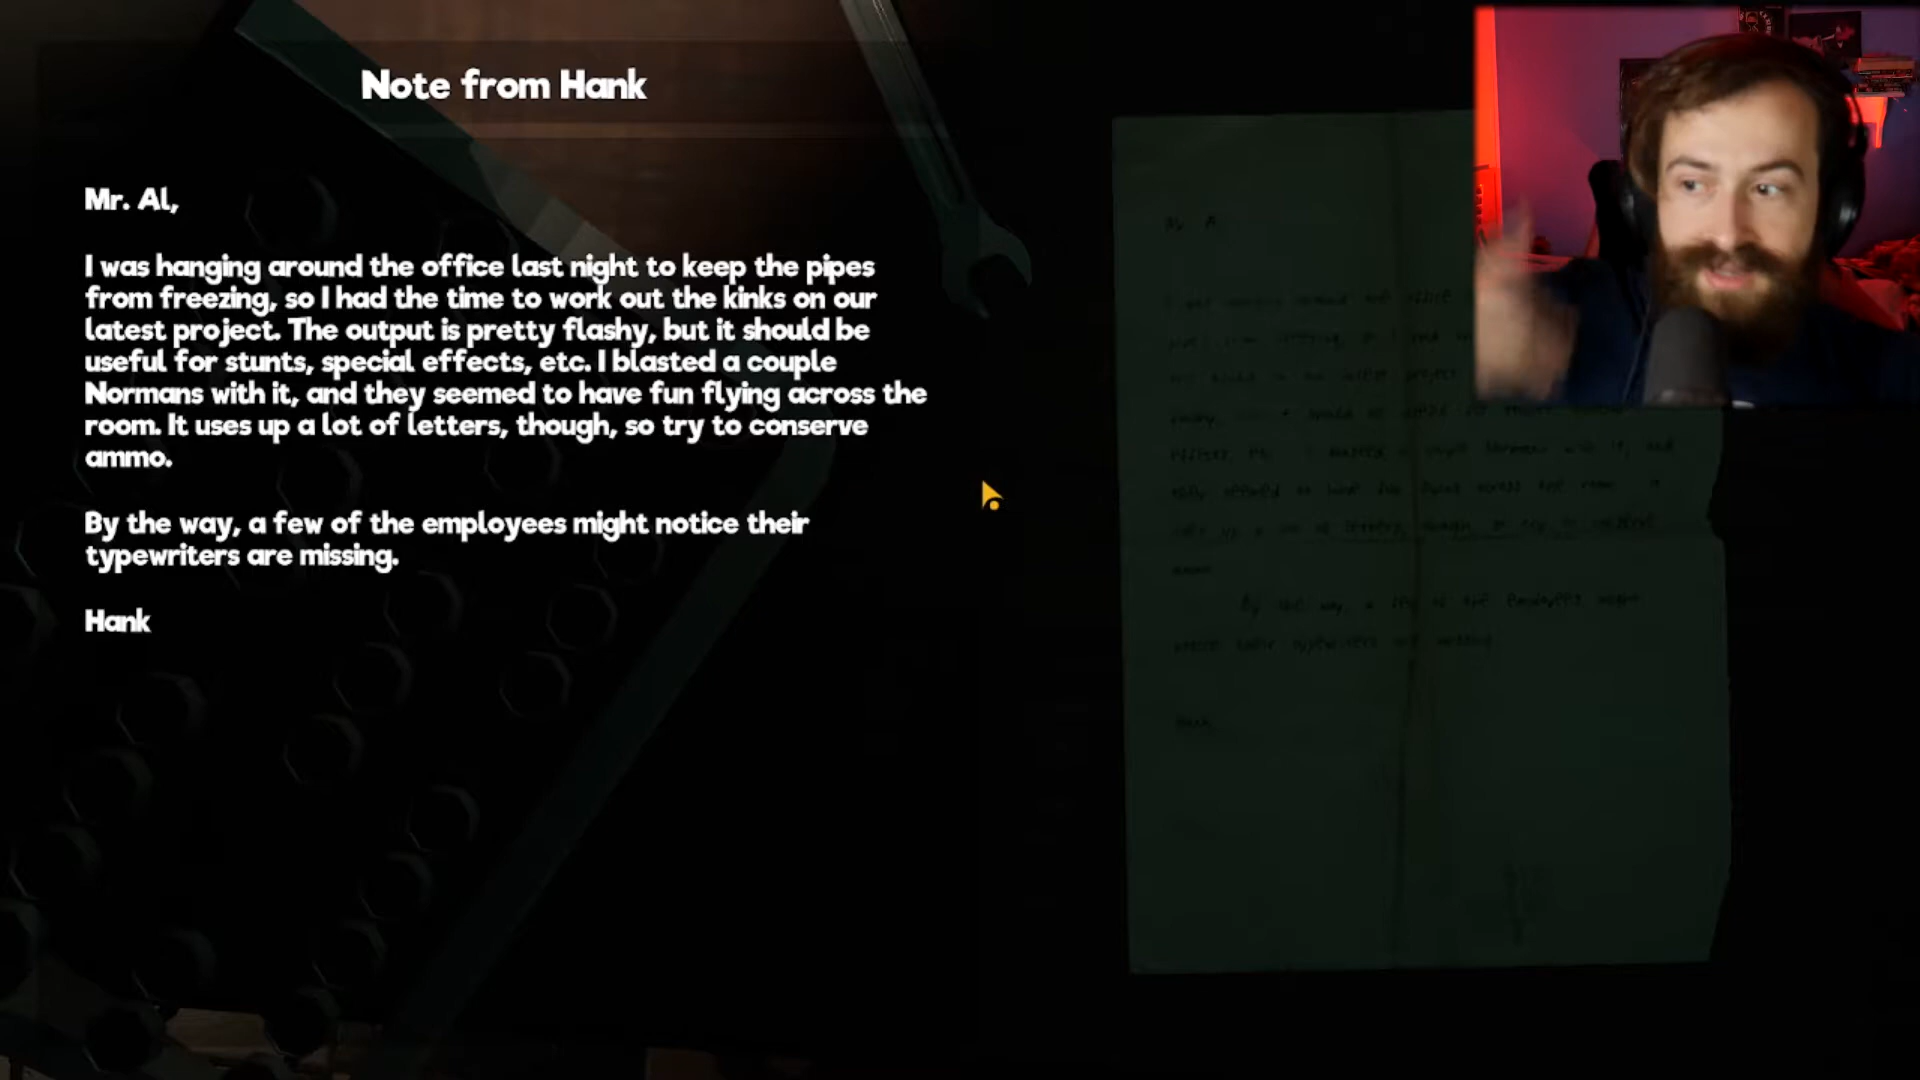 Note from Hank
Mr. Al,
I was hanging around the office last night to keep the pipes
from freezing, so I had the time to work out the kinks on our
latest project. The output is pretty flashy, but it should be
useful for stunts, special effects, etc. I blasted a couple
Normans with it, and they seemed to have fun flying across the
room. It uses up a lot of letters, though, so try to conserve
ammo.
By the way, a few of the employees might notice their
typewriters are missing.
Hank